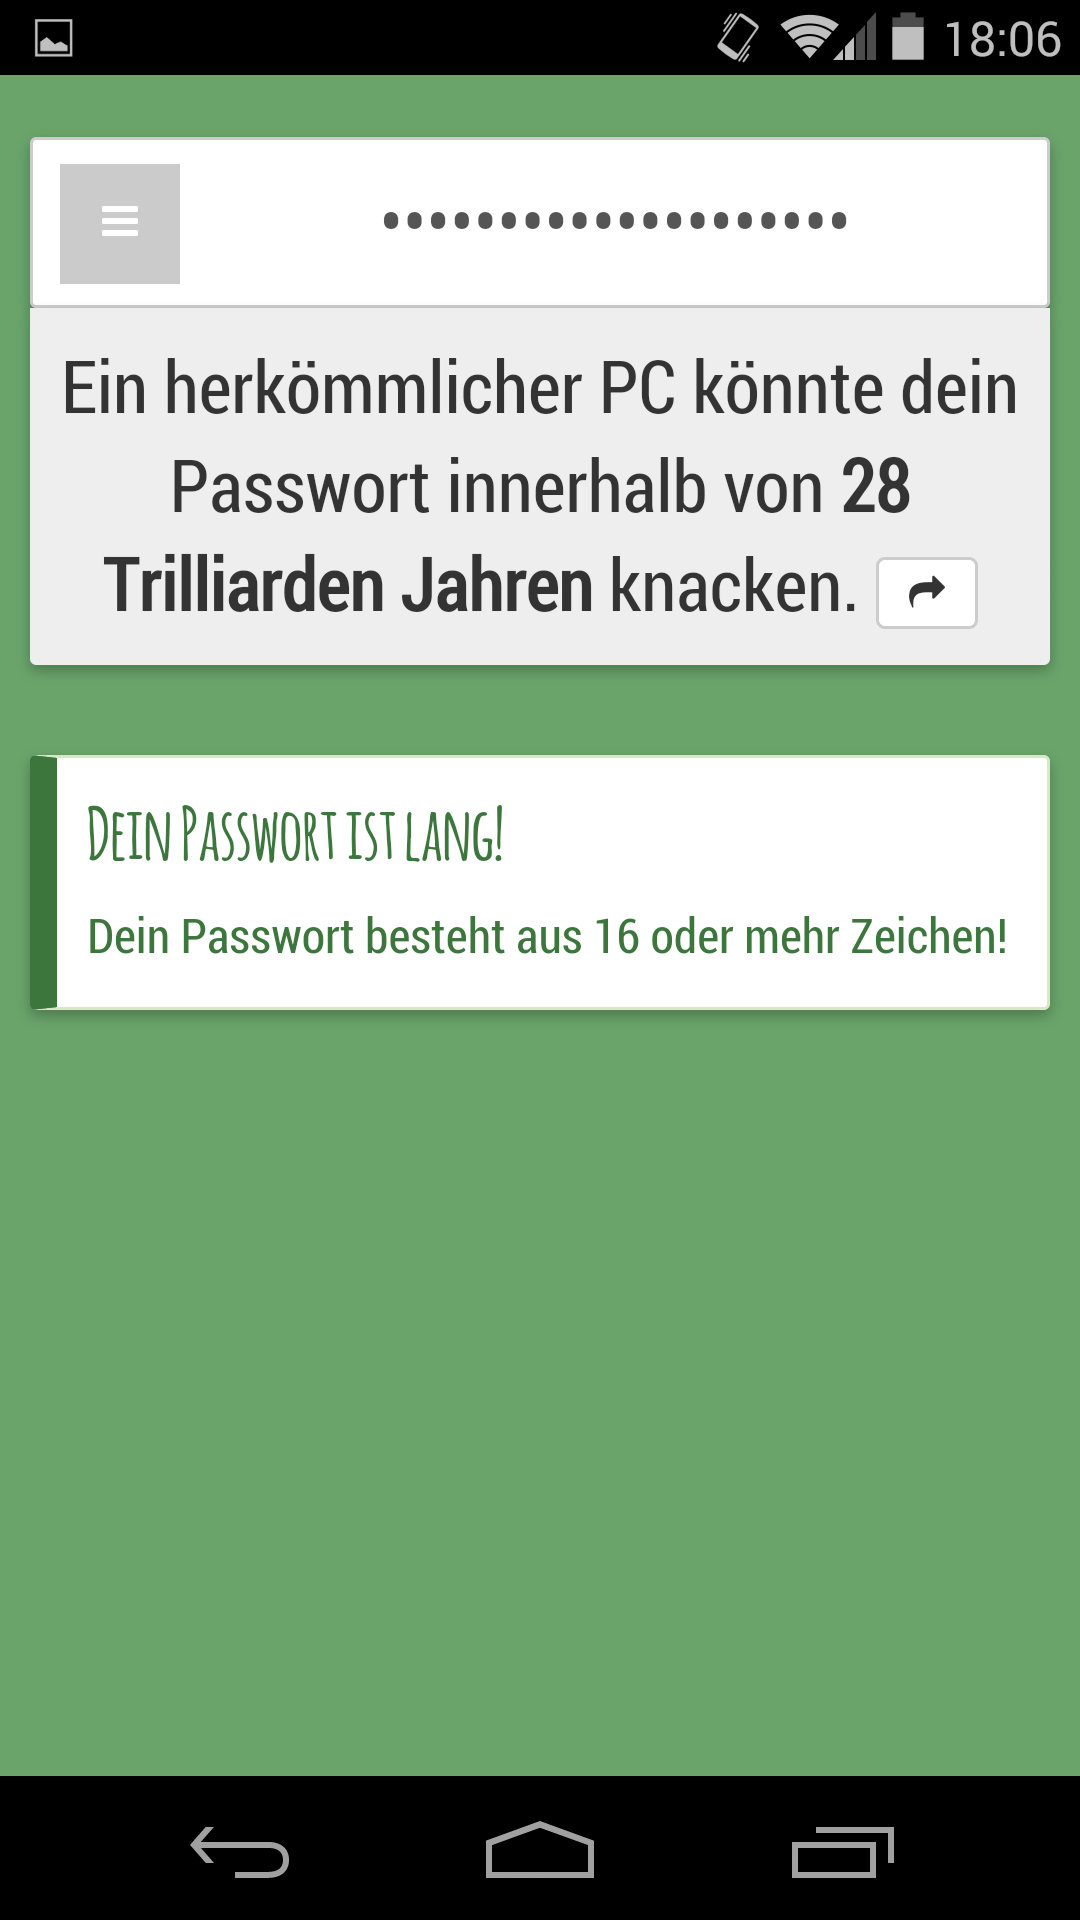 18:06
••••••••••••••••••••
Ein herkömmlicher PC könnte dein
Passwort innerhalb von 28
Trilliarden Jahren knacken.
Dein Passwort ist lang!
Dein Passwort besteht aus 16 oder mehr Zeichen!